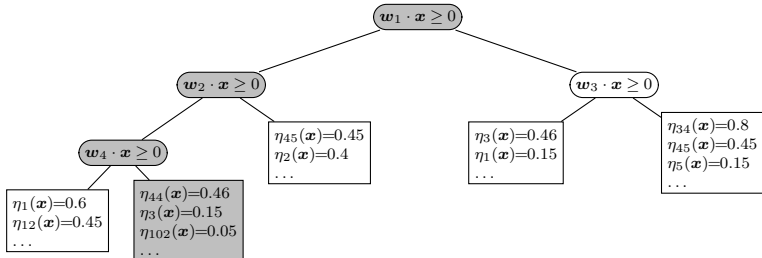 𝒘₁ · 𝒙 ≥ 0
𝒘₂ · 𝒙 ≥ 0
𝒘₃ · 𝒙 ≥ 0
𝒘₄ · 𝒙 ≥ 0
η₄₅(𝒙)=0.45
η₂(𝒙)=0.4
...
η₃(𝒙)=0.46
η₁(𝒙)=0.15
...
η₃₄(𝒙)=0.8
η₄₅(𝒙)=0.45
η₅(𝒙)=0.15
...
η₁(𝒙)=0.6
η₁₂(𝒙)=0.45
...
η₄₄(𝒙)=0.46
η₃(𝒙)=0.15
η₁₀₂(𝒙)=0.05
...